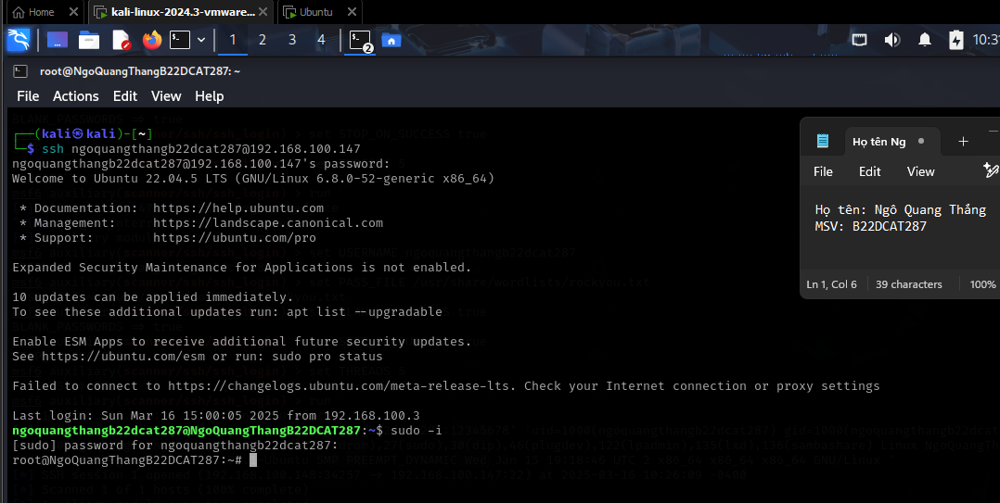 Home
kali-linux-2024.3-vmware...
Ubuntu
1 2 3 4
2
10:31
root@NgoQuangThangB22DCAT287: ~
File Actions Edit View Help
BLANK_PASSWORDS => true
┌──(kali㉿kali)-[~]
└─$ ssh ngoquangthangb22dcat287@192.168.100.147
ngoquangthangb22dcat287@192.168.100.147's password:
Welcome to Ubuntu 22.04.5 LTS (GNU/Linux 6.8.0-52-generic x86_64)
* Documentation: https://help.ubuntu.com
* Management: https://landscape.canonical.com
* Support: https://ubuntu.com/pro
Expanded Security Maintenance for Applications is not enabled.
10 updates can be applied immediately.
To see these additional updates run: apt list --upgradable
Enable ESM Apps to receive additional future security updates.
See https://ubuntu.com/esm or run: sudo pro status
Failed to connect to https://changelogs.ubuntu.com/meta-release-lts. Check your Internet connection or proxy settings
Last login: Sun Mar 16 15:00:05 2025 from 192.168.100.3
ngoquangthangb22dcat287@NgoQuangThangB22DCAT287:~$ sudo -i
[sudo] password for ngoquangthangb22dcat287:
root@NgoQuangThangB22DCAT287:~#
Họ tên Ng
File Edit View
Họ tên: Ngô Quang Thắng
MSV: B22DCAT287
Ln 1, Col 6 39 characters 100%